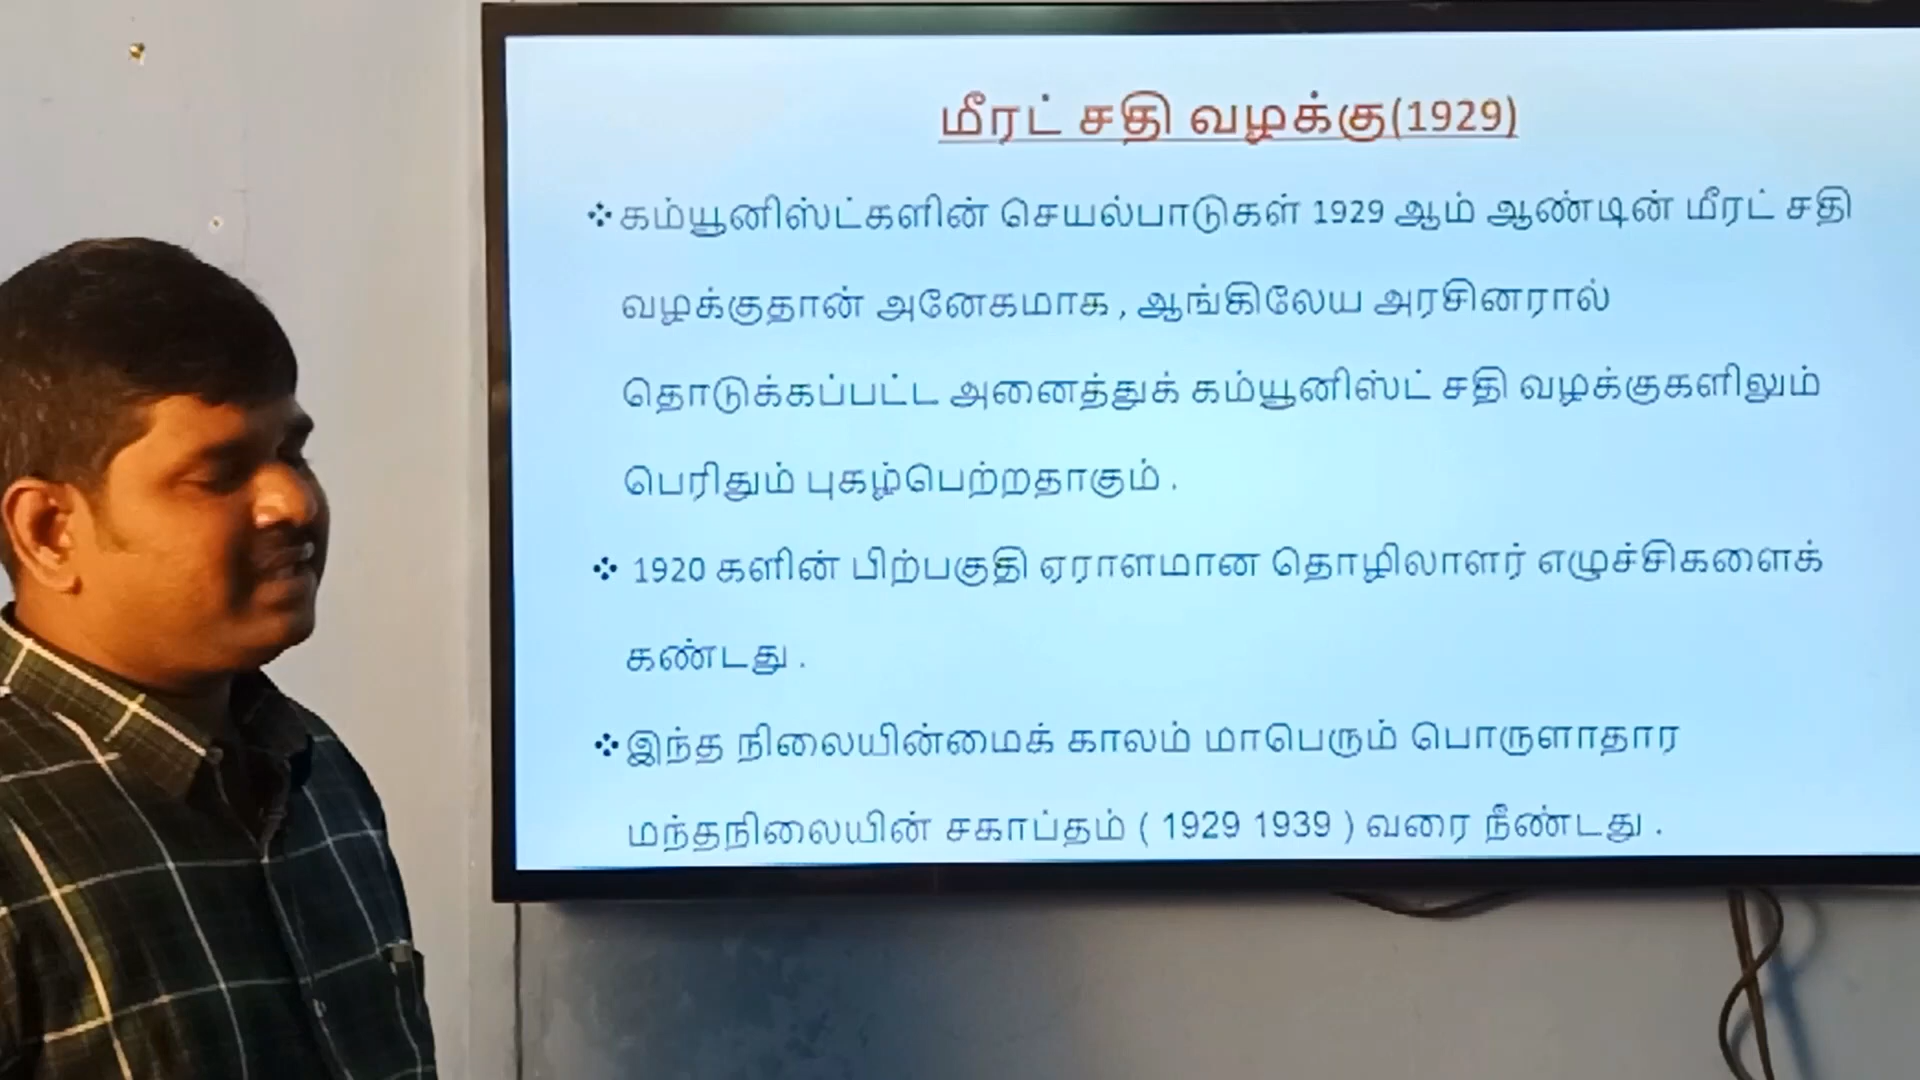 மீரட் சதி வழக்கு(1929)
❖கம்யூனிஸ்ட்களின் செயல்பாடுகள் 1929 ஆம் ஆண்டின் மீரட் சதி
வழக்குதான் அனேகமாக , ஆங்கிலேய அரசினரால்
தொடுக்கப்பட்ட அனைத்துக் கம்யூனிஸ்ட் சதி வழக்குகளிலும்
பெரிதும் புகழ்பெற்றதாகும் .
❖ 1920 களின் பிற்பகுதி ஏராளமான தொழிலாளர் எழுச்சிகளைக்
கண்டது .
❖இந்த நிலையின்மைக் காலம் மாபெரும் பொருளாதார
மந்தநிலையின் சகாப்தம் ( 1929 1939 ) வரை நீண்டது .